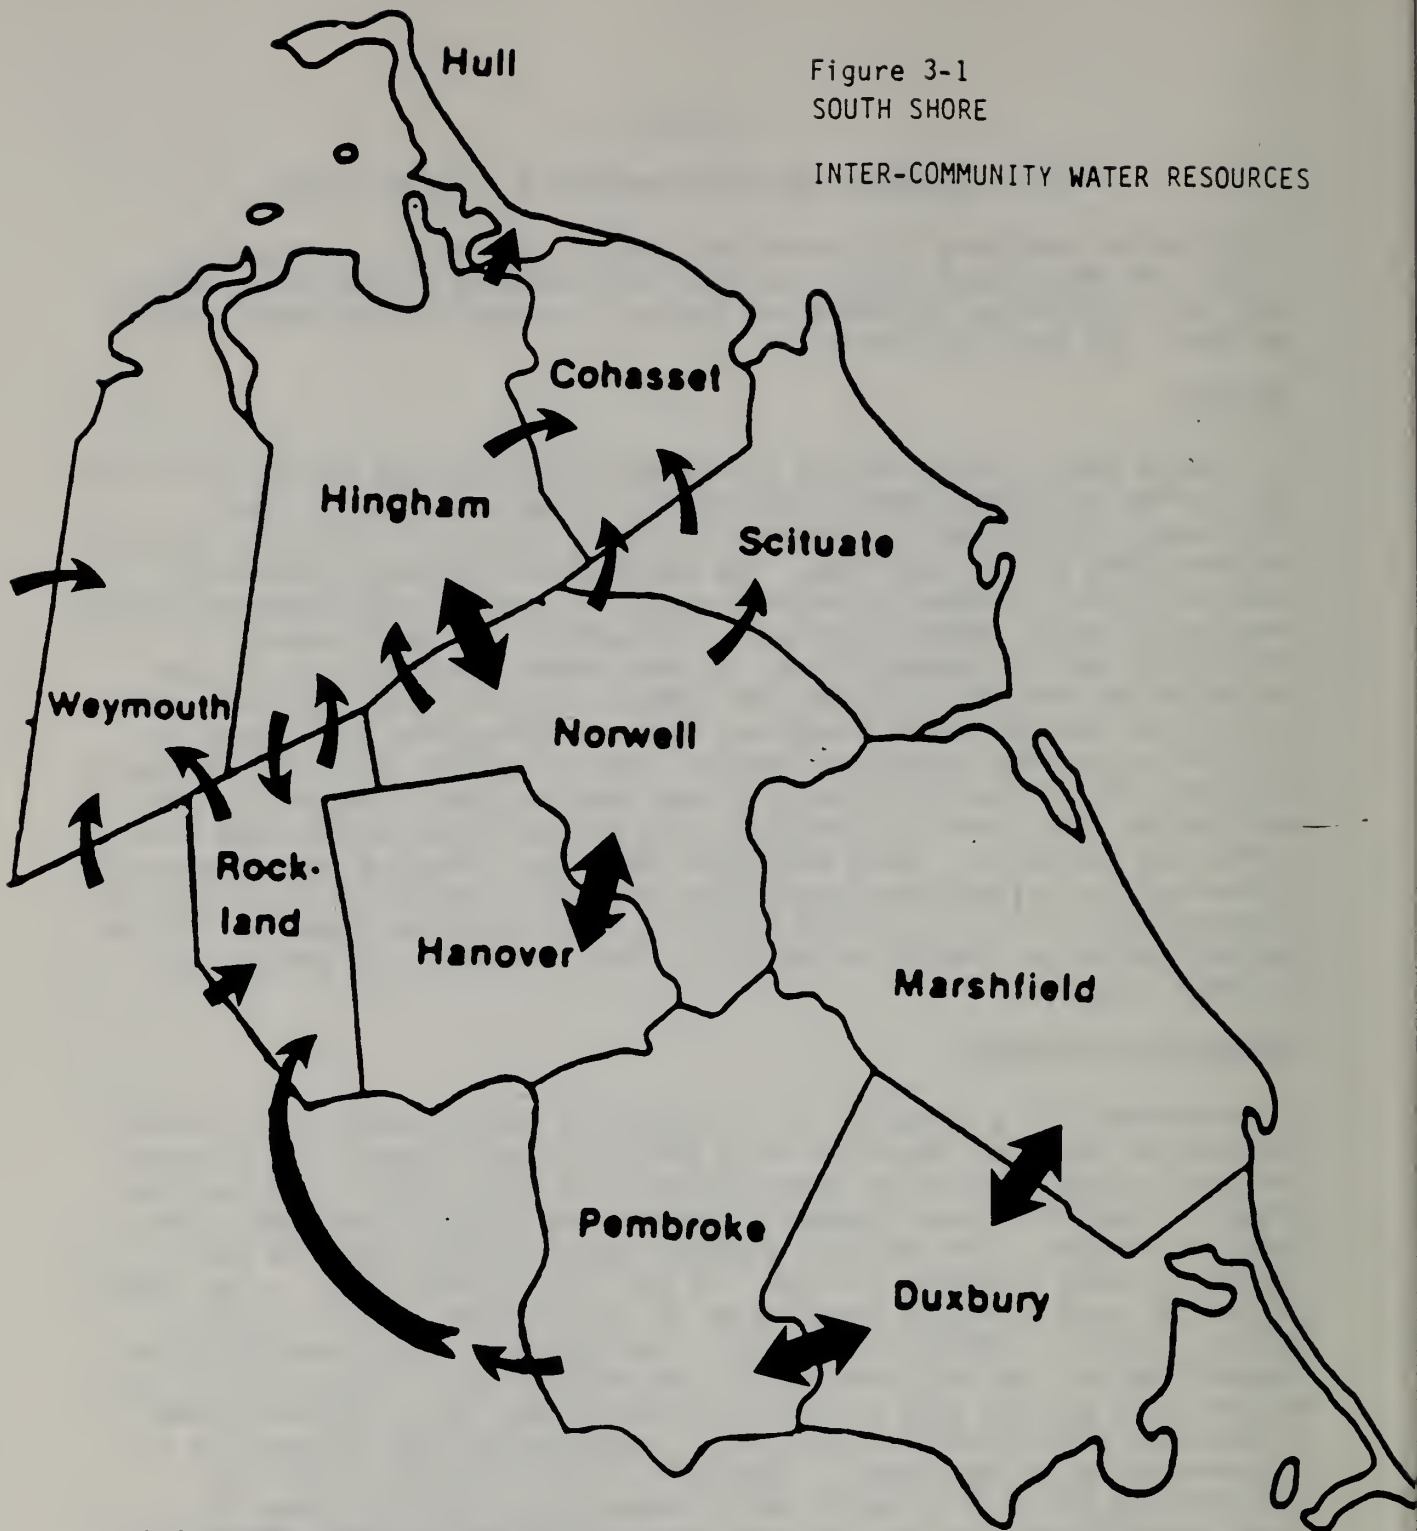 Hull
Figure 3-1
SOUTH SHORE
INTER-COMMUNITY WATER RESOURCES
Cohasset
Hingham
Scituate
Weymouth
Norwell
Rock-
land
Hanover
Marshfield
Pembroke
Duxbury